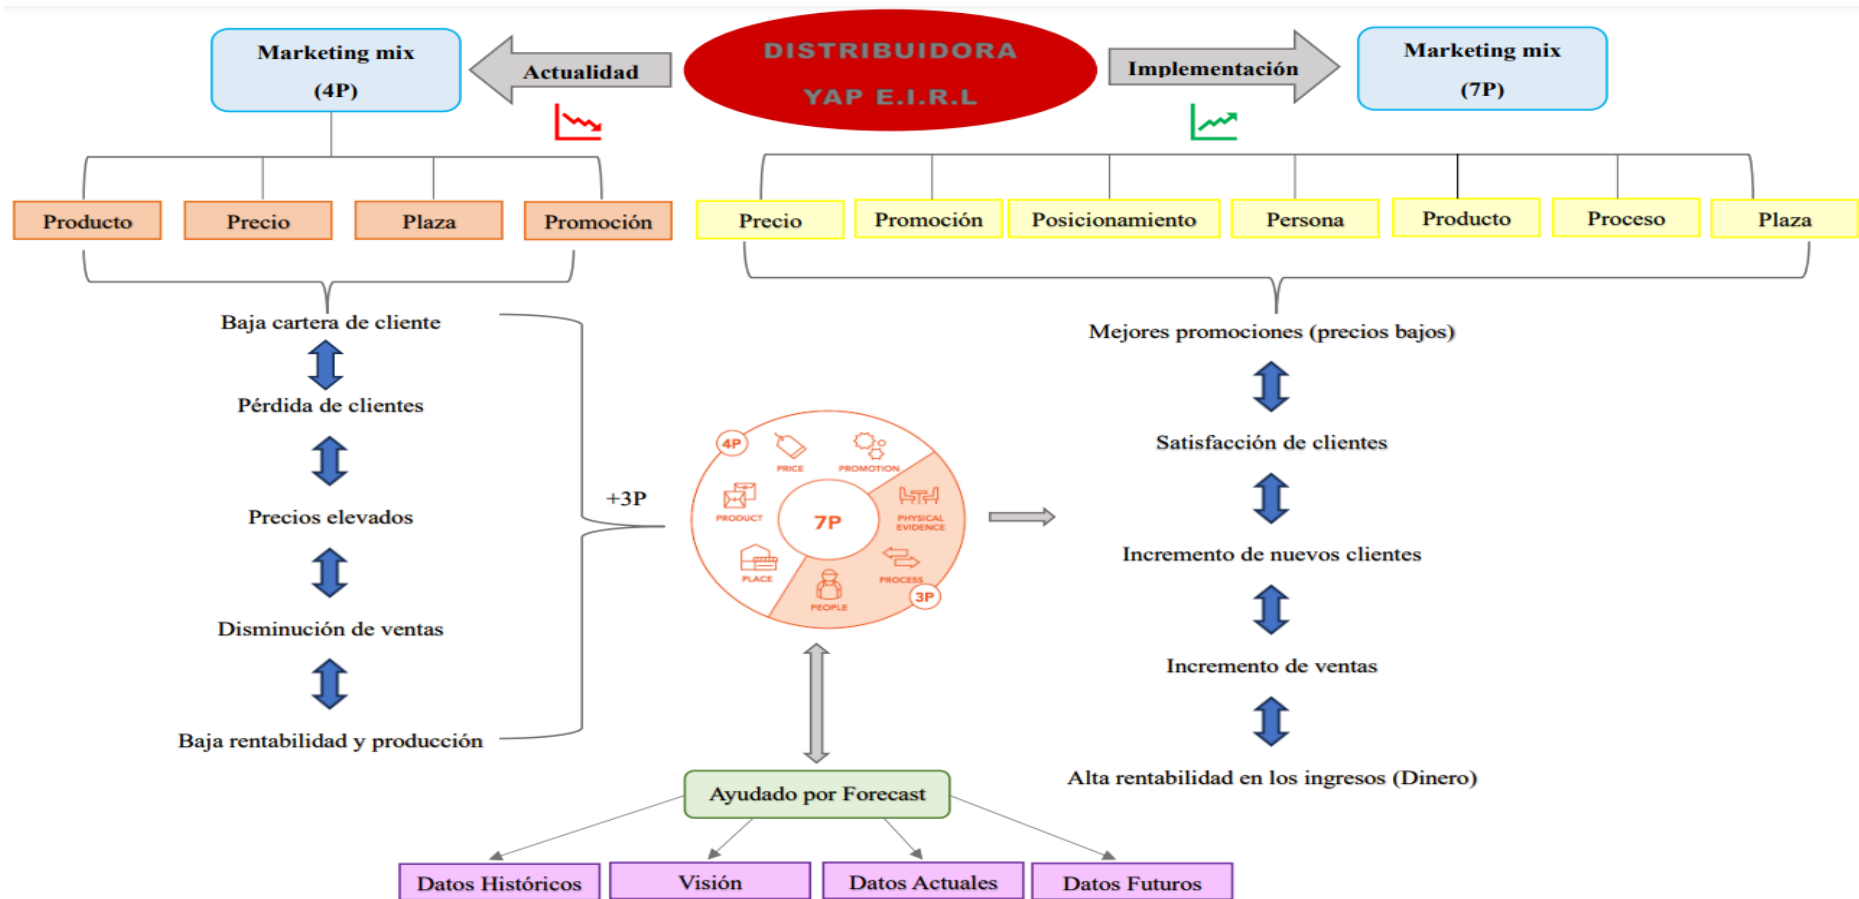 Marketing mix
(4P)
Actualidad
DISTRIBUIDORA
YAP E.I.R.L
Implementación
Marketing mix
(7P)
Producto
Precio
Plaza
Promoción
Precio
Promoción
Posicionamiento
Persona
Producto
Proceso
Plaza
Baja cartera de cliente
Pérdida de clientes
Precios elevados
Disminución de ventas
Baja rentabilidad y producción
+3P
4P
PRICE
PROMOTION
PRODUCT
7P
PHYSICAL
EVIDENCE
PLACE
PROCESS
PEOPLE
3P
Mejores promociones (precios bajos)
Satisfacción de clientes
Incremento de nuevos clientes
Incremento de ventas
Alta rentabilidad en los ingresos (Dinero)
Ayudado por Forecast
Datos Históricos
Visión
Datos Actuales
Datos Futuros